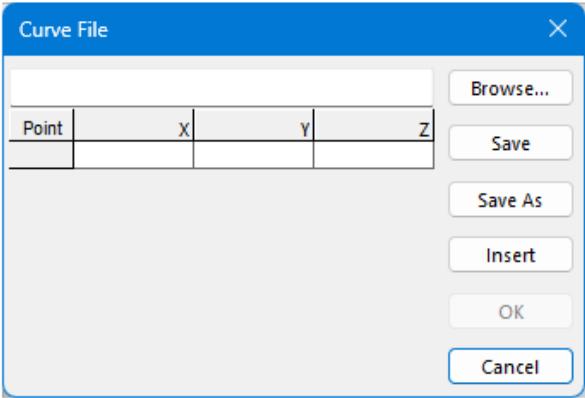 Curve File
Browse...
Point X Y Z
Save
Save As
Insert
OK
Cancel